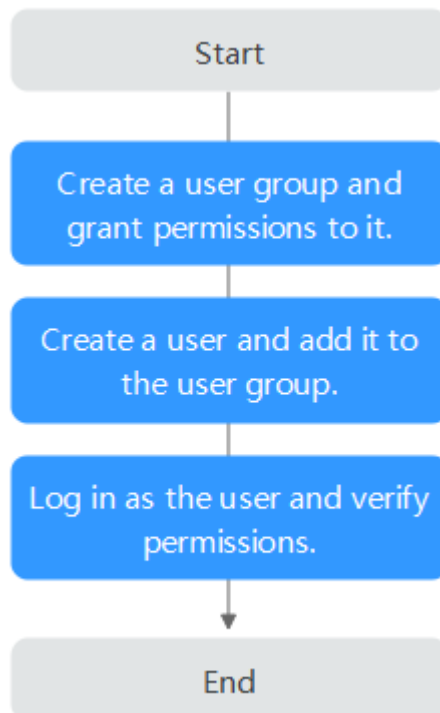 Start
Create a user group and
grant permissions to it.
Create a user and add it to
the user group.
Log in as the user and verify
permissions.
End